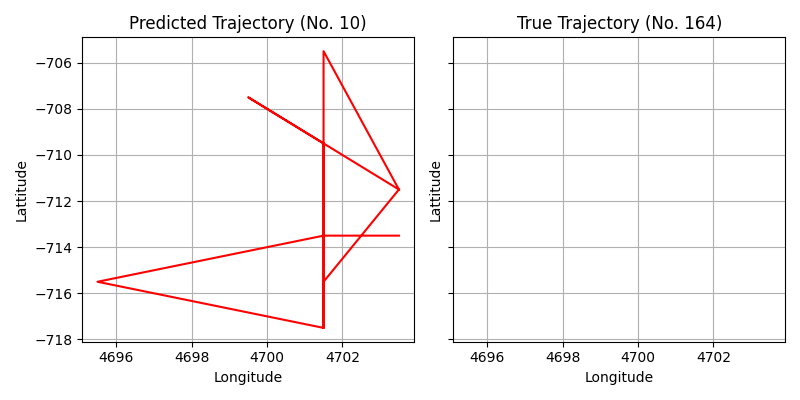 Predicted Trajectory (No. 10)
True Trajectory (No. 164)
−706
−708
−710
−712
−714
−716
−718
Lattitude
Lattitude
4696
4698
4700
4702
4696
4698
4700
4702
Longitude
Longitude